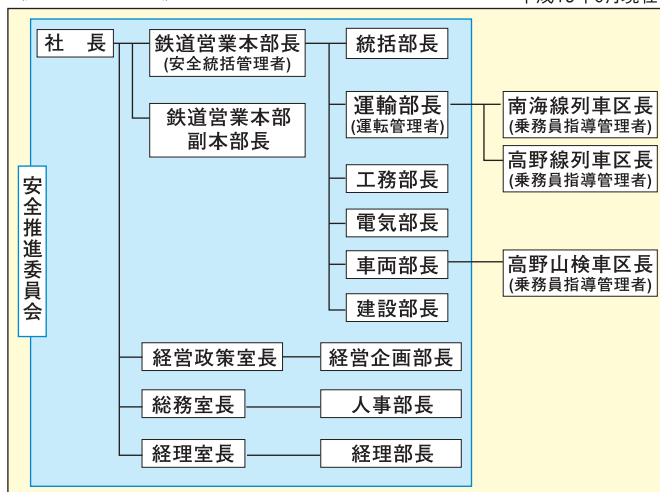 社 長
鉄道営業本部長
(安全統括管理者)
統括部長
鉄道営業本部
副本部長
運輸部長
(運転管理者)
南海線列車区長
(乗務員指導管理者)
高野線列車区長
(乗務員指導管理者)
工務部長
電気部長
車両部長
高野山検車区長
(乗務員指導管理者)
建設部長
安全推進委員会
経営政策室長
経営企画部長
総務室長
人事部長
経理室長
経理部長